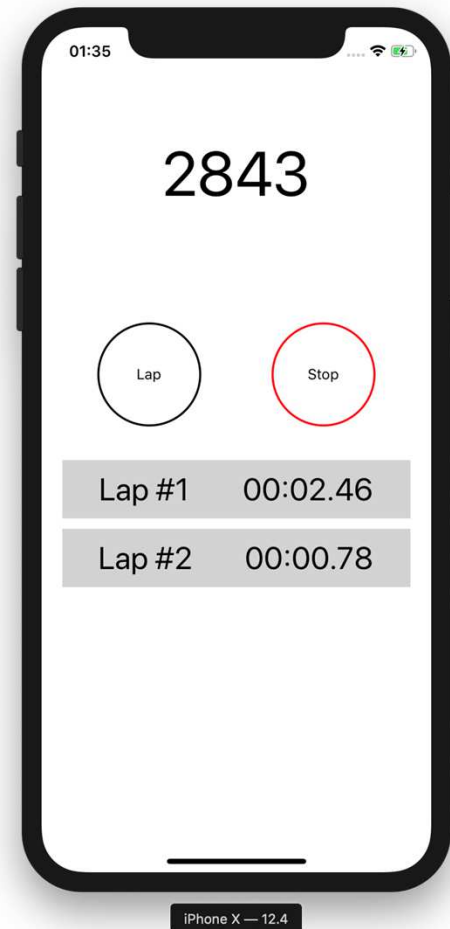 01:35
2843
Lap Stop
Lap #1 00:02.46
Lap #2 00:00.78
iPhone X — 12.4